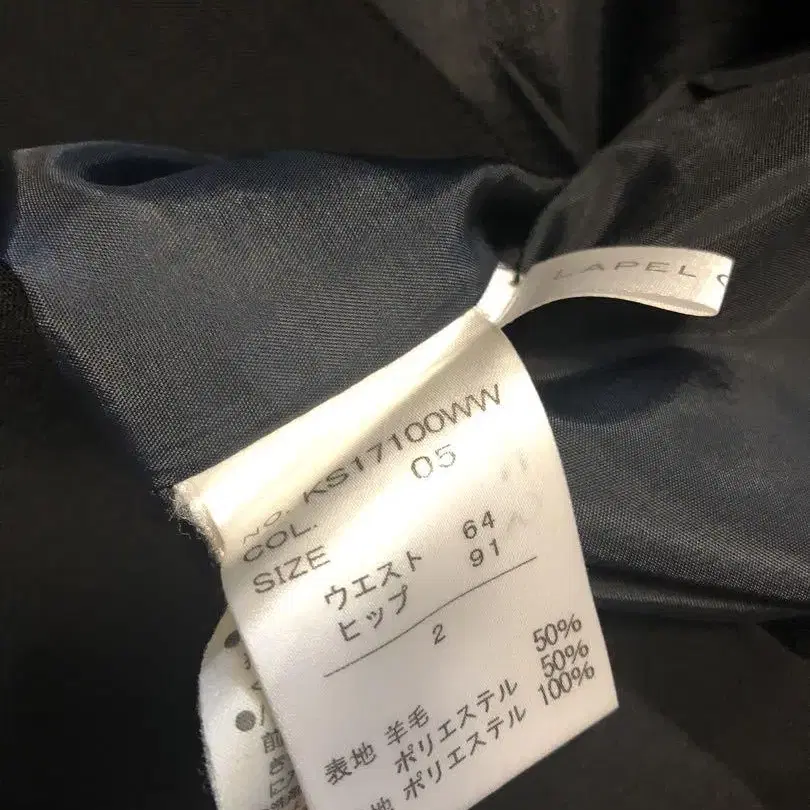 LAPEL
No. KS17100WW
COL. 05
SIZE
ウエスト 64
ヒップ 91
2
表地 羊毛 50%
ポリエステル 50%
地 ポリエステル 100%